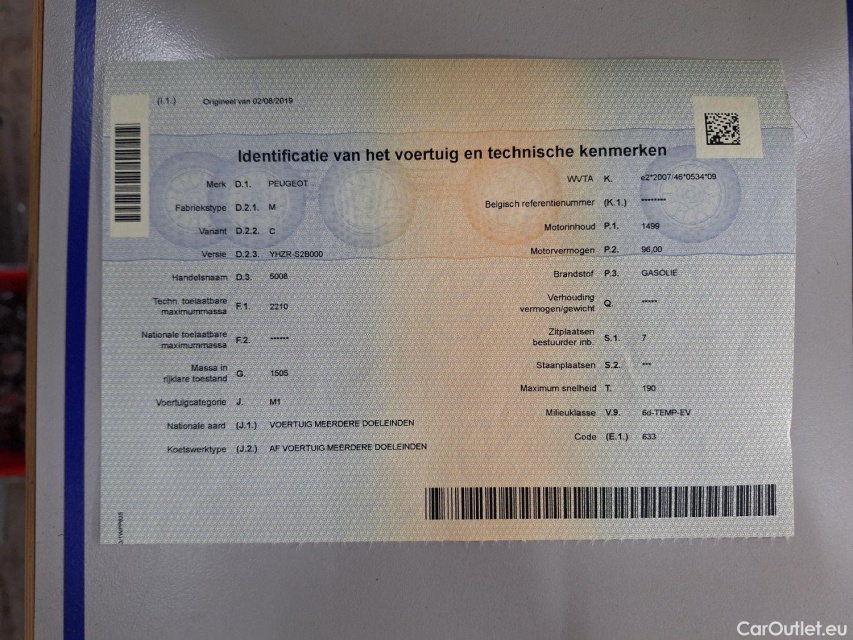 (I.1.) Origineel van 02/08/2019
Identificatie van het voertuig en technische kenmerken
Merk D.1. PEUGEOT
Fabriekstype D.2.1. M
Variant D.2.2. C
Versie D.2.3. YHZR-S2B000
Handelsnaam D.3. 5008
Techn. toelaatbare
maximummassa F.1. 2210
Nationale toelaatbare
maximummassa F.2. ******
Massa in
rijklare toestand G. 1505
Voertuigcategorie J. M1
Nationale aard (J.1.) VOERTUIG MEERDERE DOELEINDEN
Koetswerktype (J.2.) AF VOERTUIG MEERDERE DOELEINDEN
WVTA K. e2*2007/46*0534*09
Belgisch referentienummer (K.1.) ********
Motorinhoud P.1. 1499
Motorvermogen P.2. 96,00
Brandstof P.3. GASOLIE
Verhouding
vermogen/gewicht Q. *****
Zitplaatsen
bestuurder inb. S.1. 7
Staanplaatsen S.2. ***
Maximum snelheid T. 190
Milieuklasse V.9. 6d-TEMP-EV
Code (E.1.) 633
CarOutlet.eu